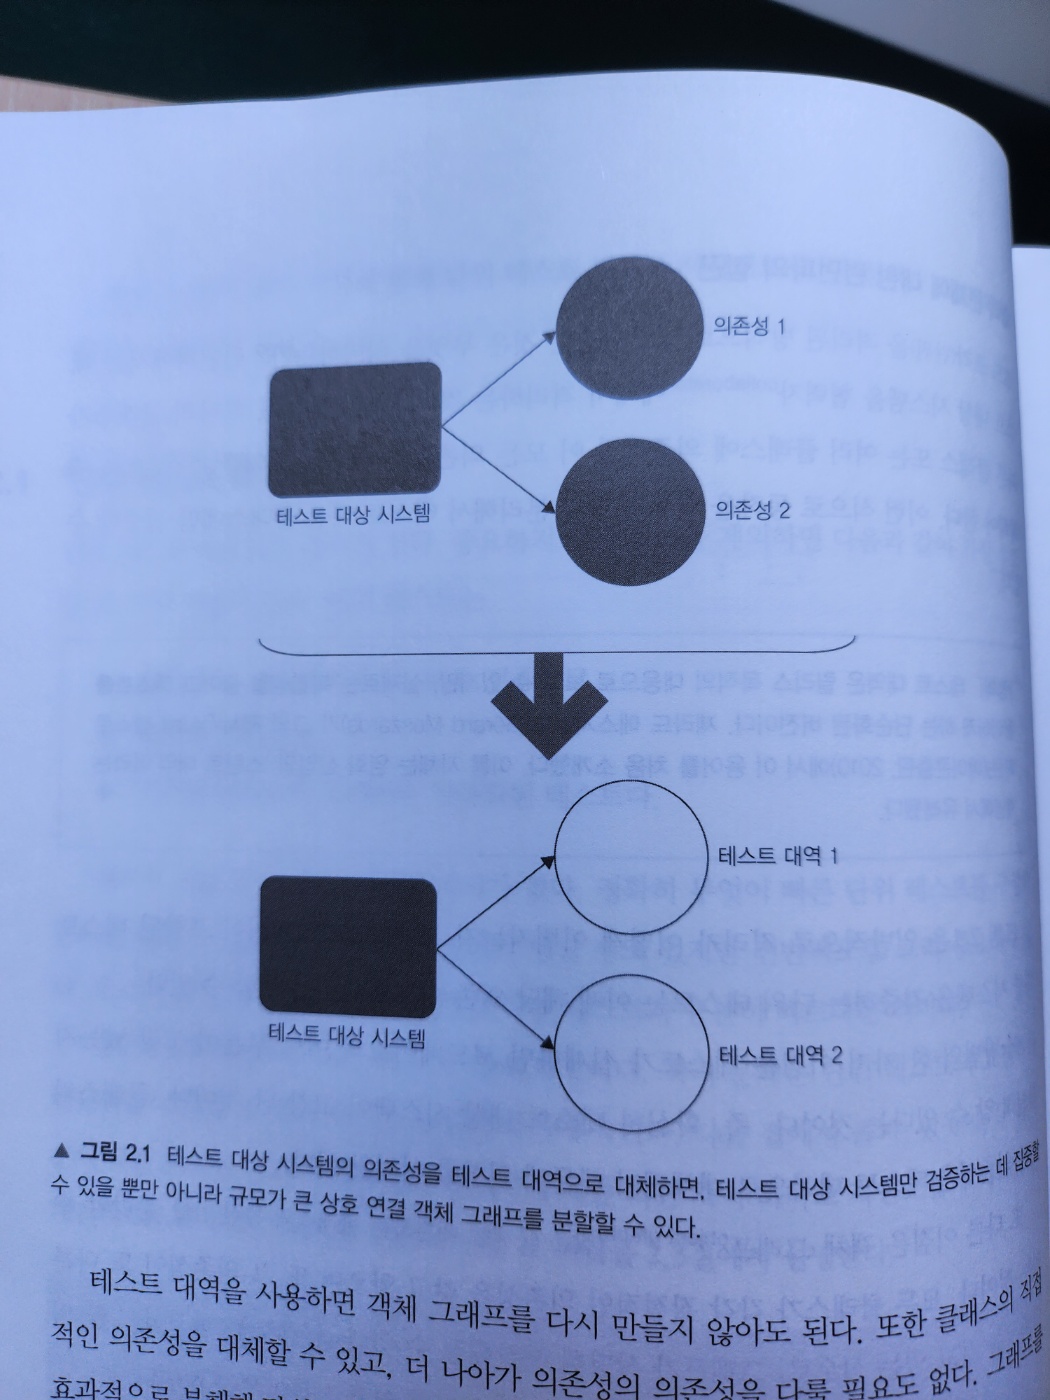 의존성 1
테스트 대상 시스템
의존성 2
테스트 대역 1
테스트 대상 시스템
테스트 대역 2
▲ 그림 2.1 테스트 대상 시스템의 의존성을 테스트 대역으로 대체하면, 테스트 대상 시스템만 검증하는 데 집중할
수 있을 뿐만 아니라 규모가 큰 상호 연결 객체 그래프를 분할할 수 있다.
테스트 대역을 사용하면 객체 그래프를 다시 만들지 않아도 된다. 또한 클래스의 직접
적인 의존성을 대체할 수 있고, 더 나아가 의존성의 의존성을 다룰 필요도 없다. 그래프를
효과적으로 분해해